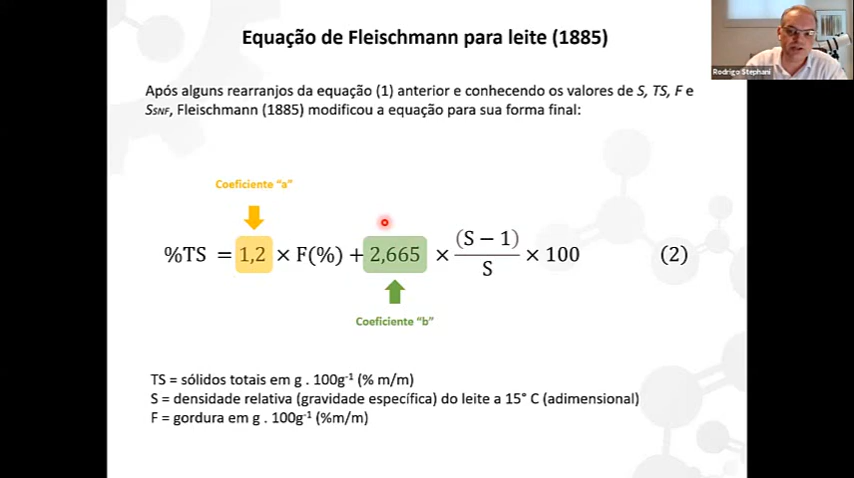 Equação de Fleischmann para leite (1885)
Rodrigo Stephani
Após alguns rearranjos da equação (1) anterior e conhecendo os valores de S, TS, F e
SSNF, Fleischmann (1885) modificou a equação para sua forma final:
Coeficiente "a"
%TS = 1,2 × F(%) + 2,665 × (S − 1)/S × 100 (2)
Coeficiente "b"
TS = sólidos totais em g . 100g⁻¹ (% m/m)
S = densidade relativa (gravidade específica) do leite a 15° C (adimensional)
F = gordura em g . 100g⁻¹ (%m/m)